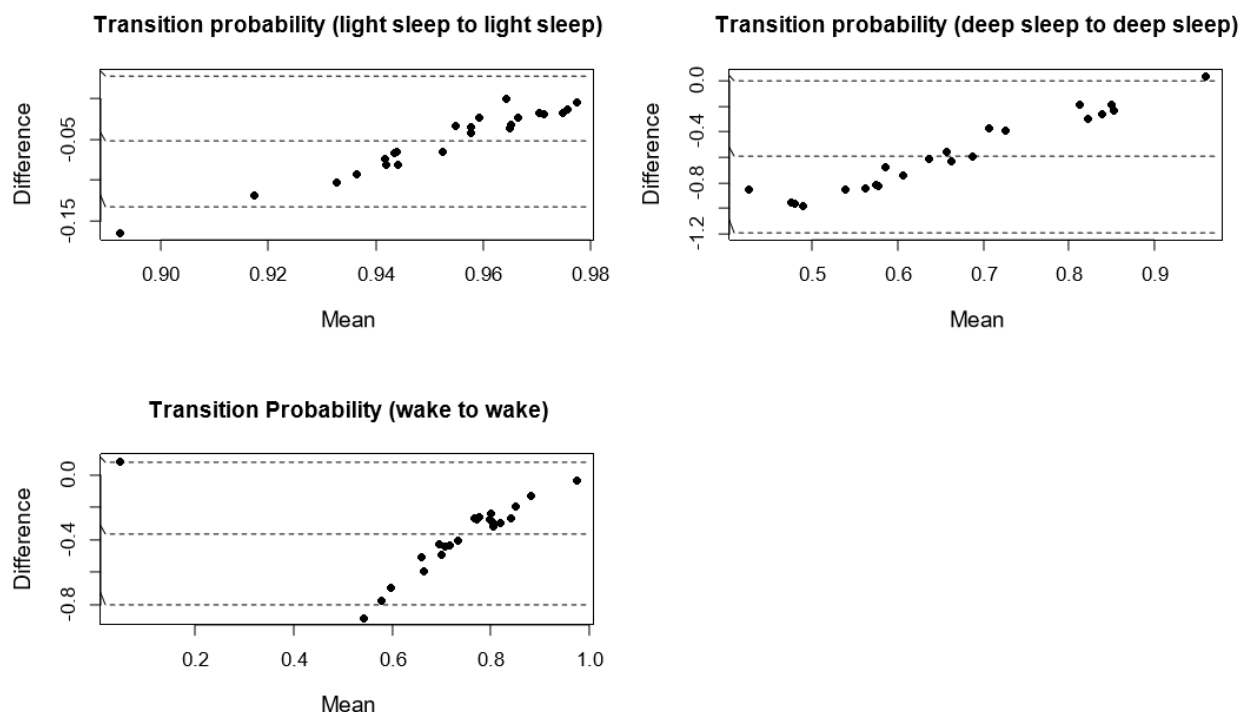 Transition probability (light sleep to light sleep)
Difference
-0.05
-0.15
0.90 0.92 0.94 0.96 0.98
Mean
Transition probability (deep sleep to deep sleep)
Difference
0.0
-0.4
-0.8
-1.2
0.5 0.6 0.7 0.8 0.9
Mean
Transition Probability (wake to wake)
Difference
0.0
-0.4
-0.8
0.2 0.4 0.6 0.8 1.0
Mean